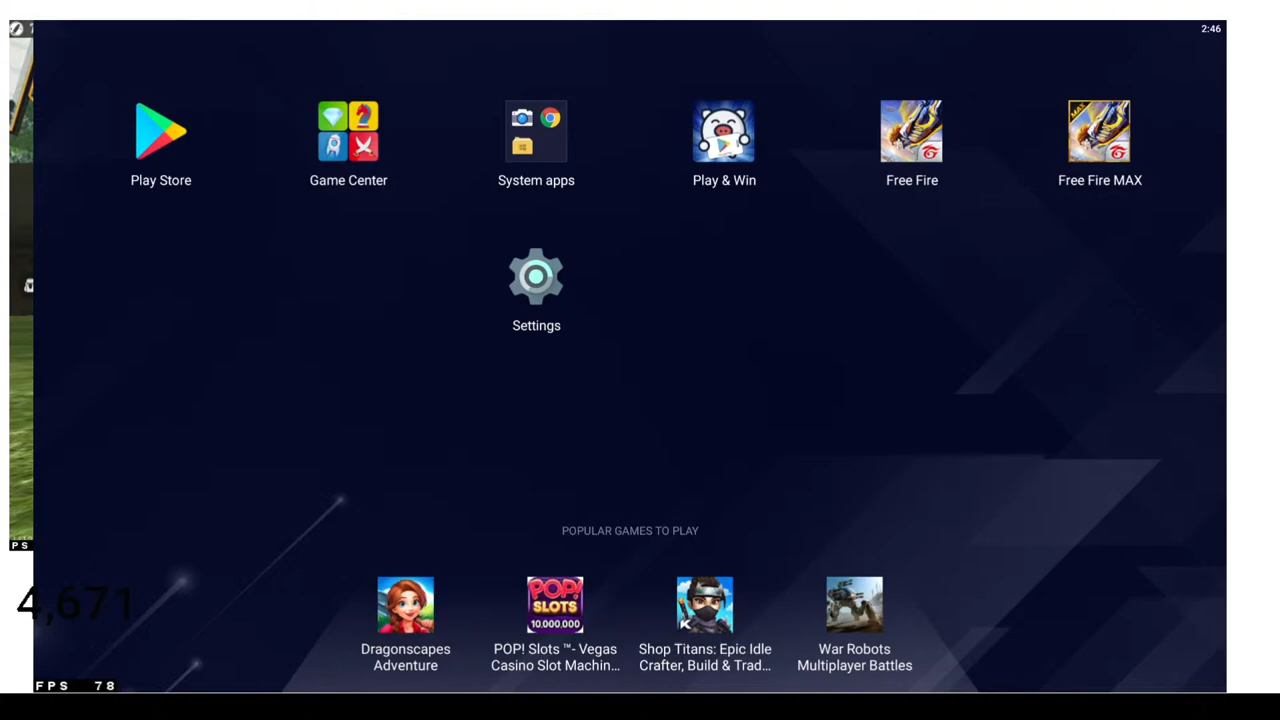 2:46
Play Store
Game Center
System apps
Play & Win
Free Fire
MAX
Free Fire MAX
Settings
PS
POPULAR GAMES TO PLAY
4,671
POP!
SLOTS
10.000.000
K
Dragonscapes
Adventure
POP! Slots ™- Vegas
Casino Slot Machin...
Shop Titans: Epic Idle
Crafter, Build & Trad...
War Robots
Multiplayer Battles
FPS 78